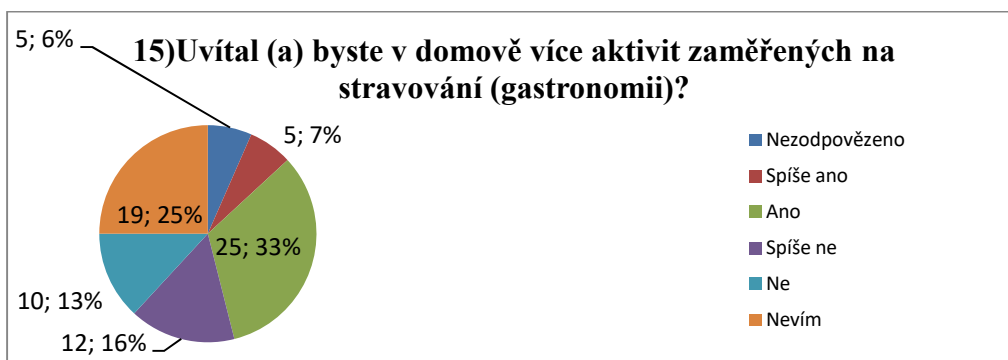 15)Uvítal (a) byste v domově více aktivit zaměřených na
stravování (gastronomii)?
5; 6%
5; 7%
25; 33%
12; 16%
10; 13%
19; 25%
Nezodpovězeno
Spíše ano
Ano
Spíše ne
Ne
Nevím